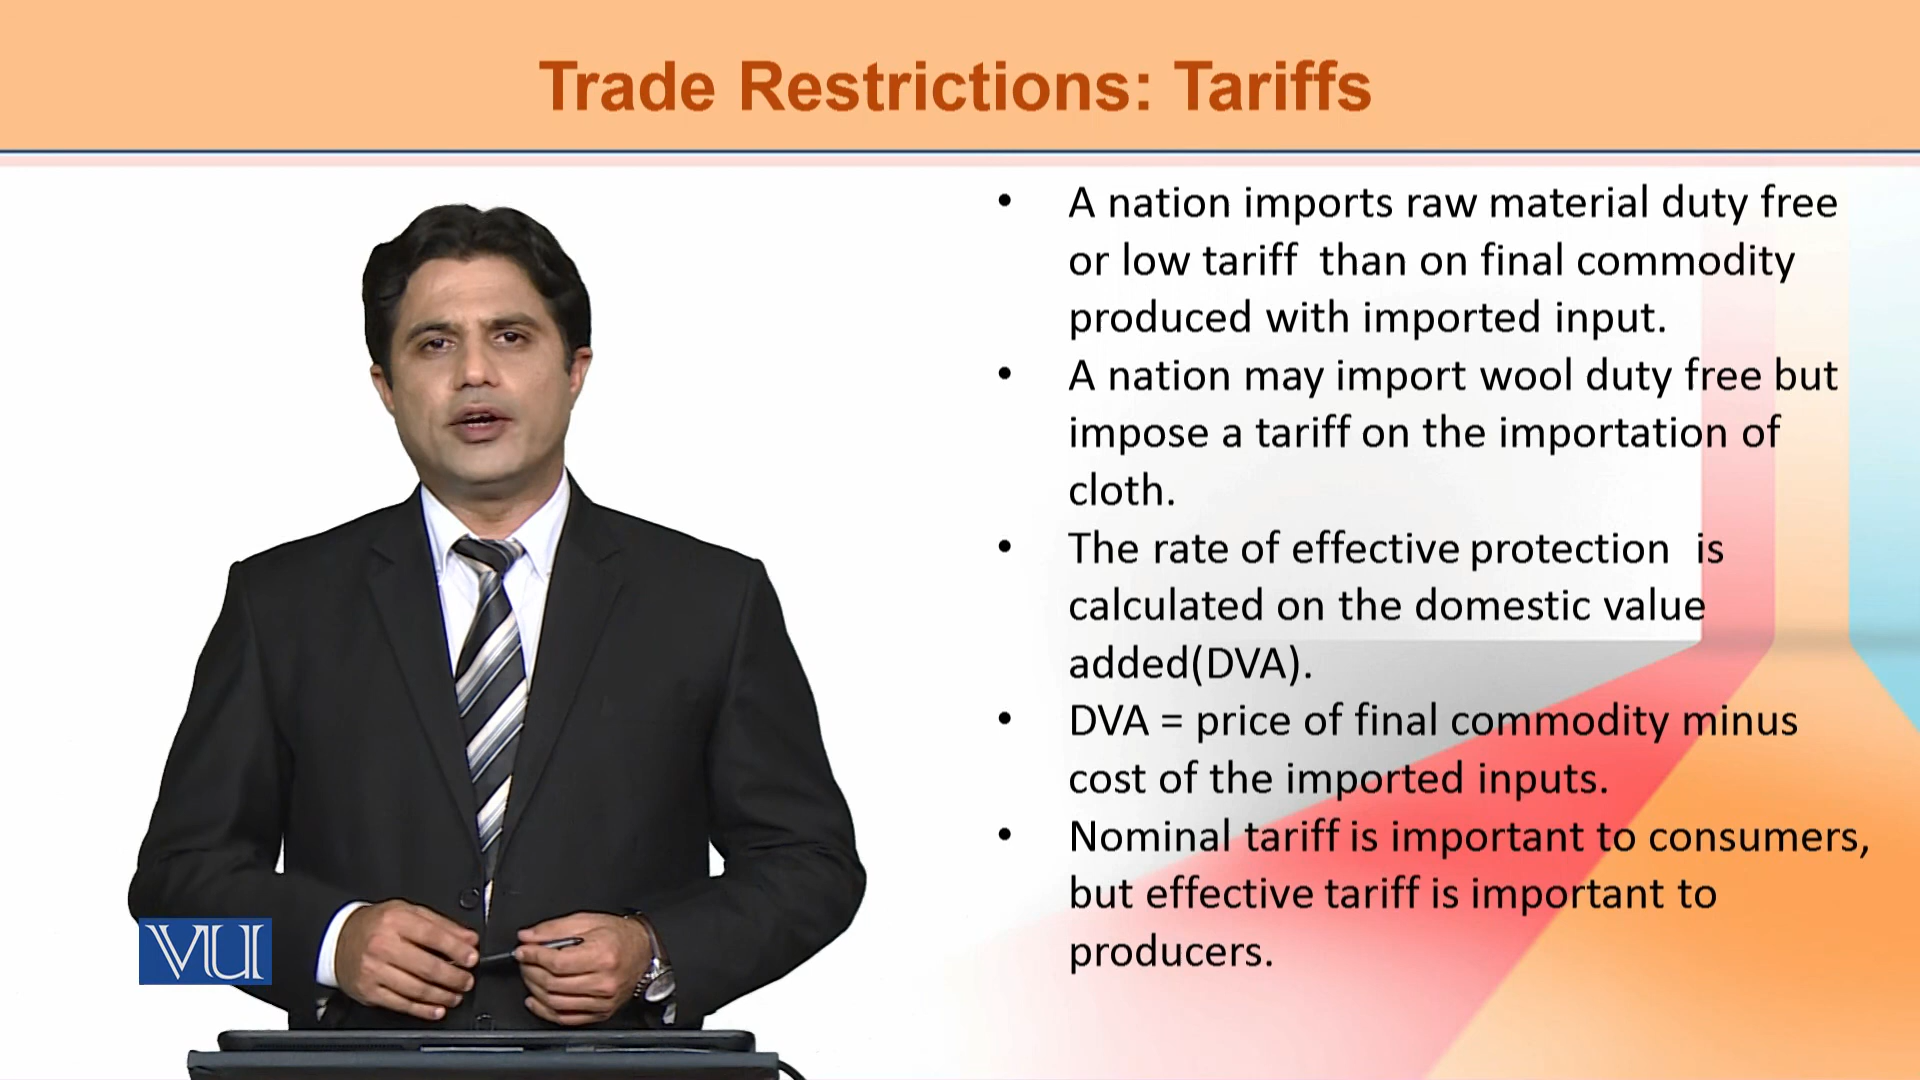 Trade Restrictions: Tariffs
• A nation imports raw material duty free
or low tariff  than on final commodity
produced with imported input.
• A nation may import wool duty free but
impose a tariff on the importation of
cloth.
• The rate of effective protection  is
calculated on the domestic value
added(DVA).
• DVA = price of final commodity minus
cost of the imported inputs.
• Nominal tariff is important to consumers,
but effective tariff is important to
producers.
VU